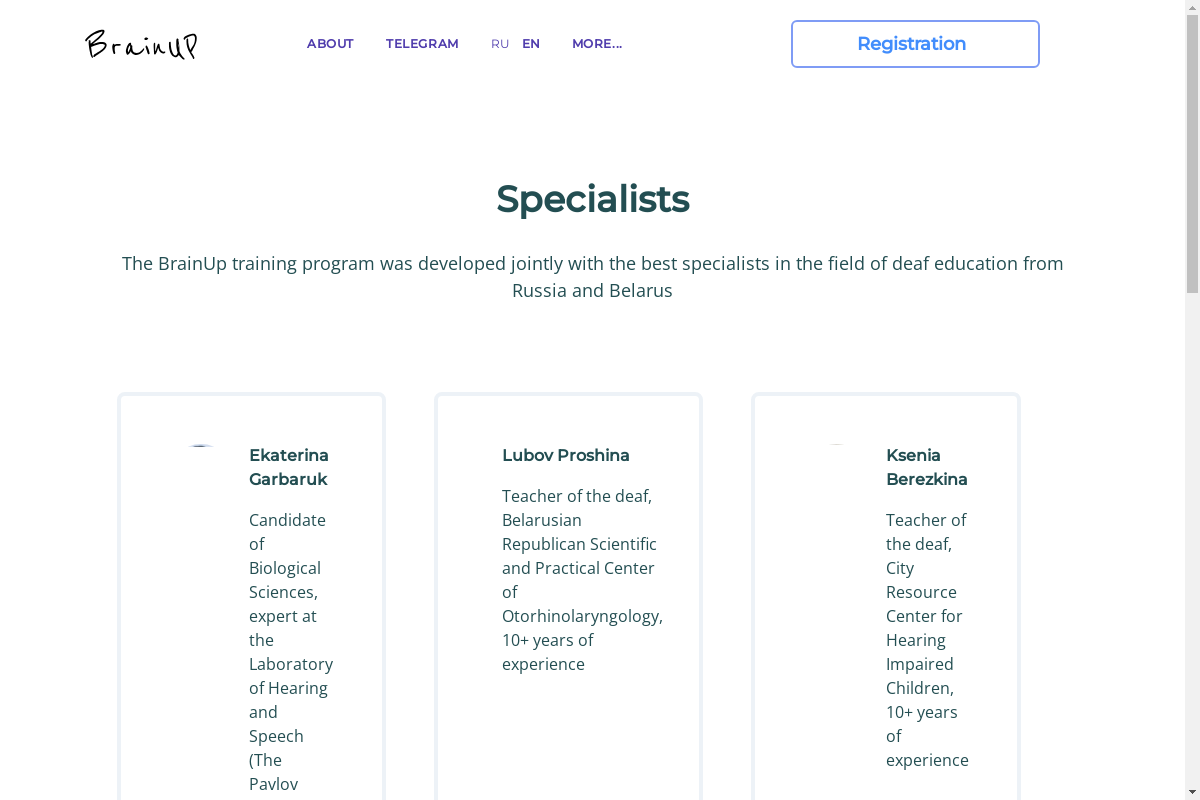 BrainUP
ABOUT
TELEGRAM
RU
EN
MORE...
Registration
Specialists
The BrainUp training program was developed jointly with the best specialists in the field of deaf education from
Russia and Belarus
Ekaterina
Garbaruk
Candidate
of
Biological
Sciences,
expert at
the
Laboratory
of Hearing
and
Speech
(The
Pavlov
Lubov Proshina
Teacher of the deaf,
Belarusian
Republican Scientific
and Practical Center
of
Otorhinolaryngology,
10+ years of
experience
Ksenia
Berezkina
Teacher of
the deaf,
City
Resource
Center for
Hearing
Impaired
Children,
10+ years
of
experience